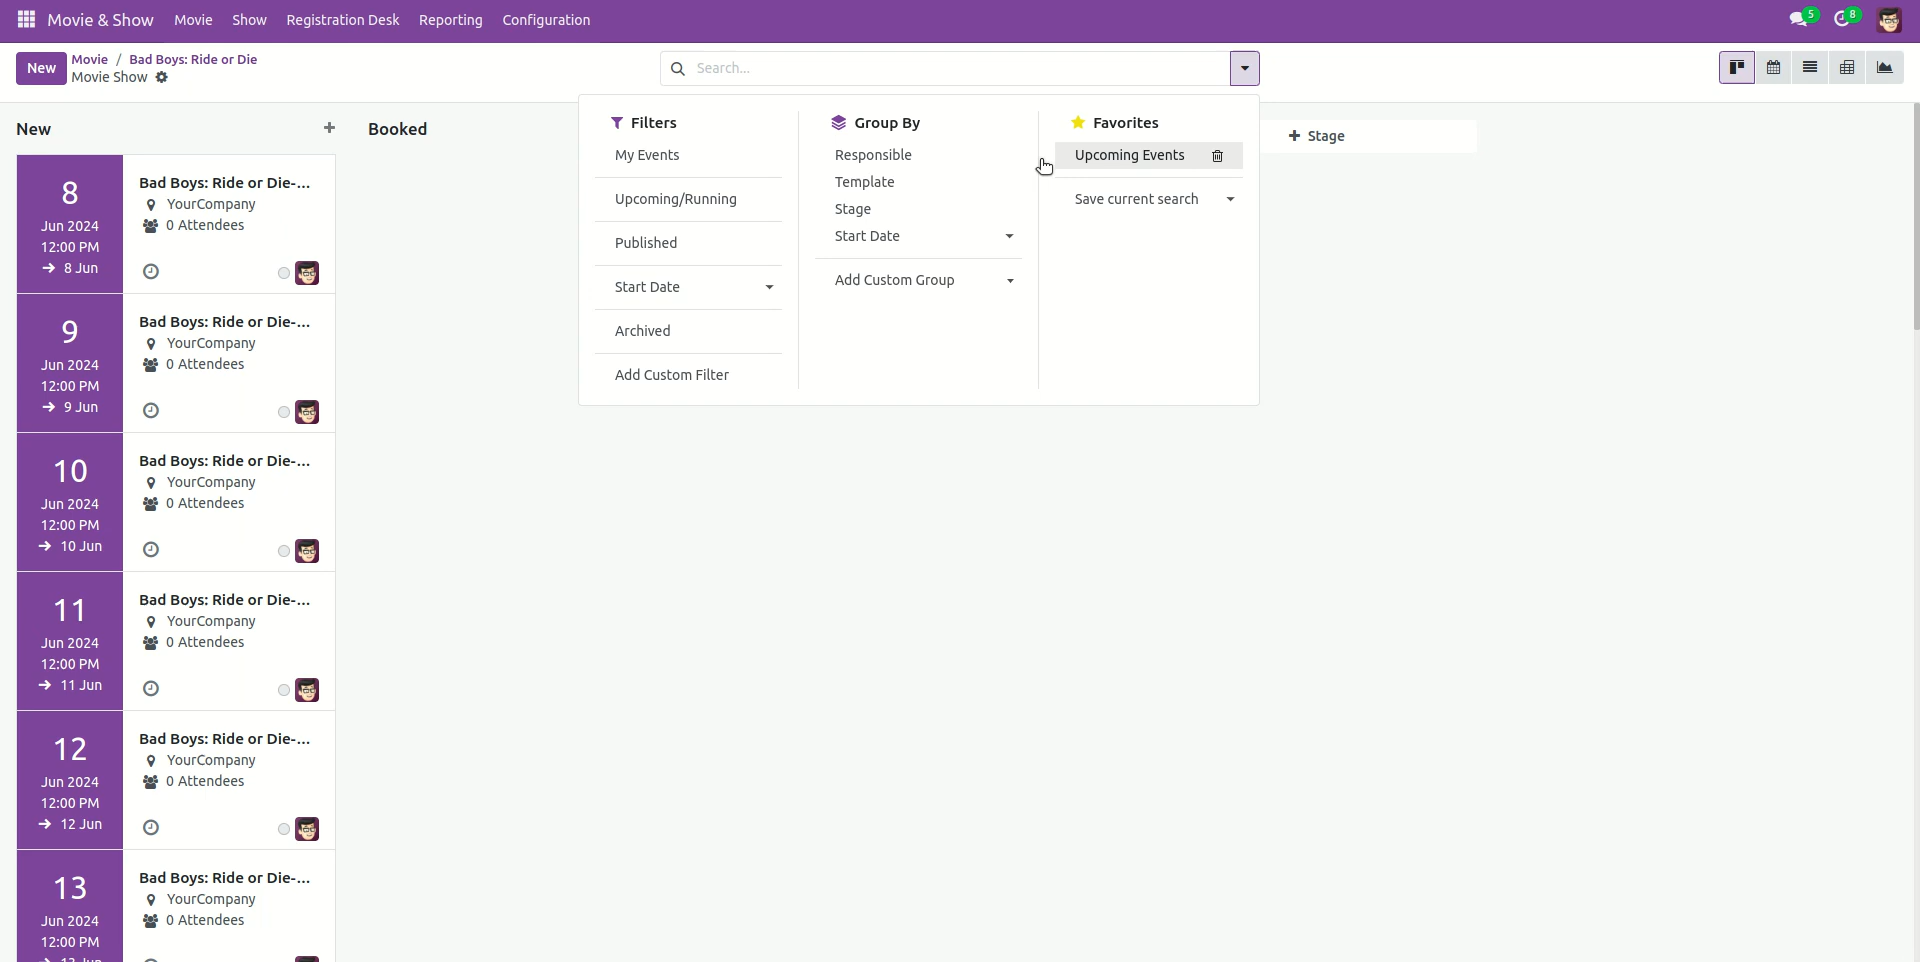 Movie & Show Movie Show Registration Desk Reporting Configuration 5 8
New
Movie / Bad Boys: Ride or Die
Movie Show
Search...
New
Booked
+ Stage
8
Jun 2024
12:00 PM
→ 8 Jun
Bad Boys: Ride or Die-...
YourCompany
0 Attendees
9
Jun 2024
12:00 PM
→ 9 Jun
Bad Boys: Ride or Die-...
YourCompany
0 Attendees
10
Jun 2024
12:00 PM
→ 10 Jun
Bad Boys: Ride or Die-...
YourCompany
0 Attendees
11
Jun 2024
12:00 PM
→ 11 Jun
Bad Boys: Ride or Die-...
YourCompany
0 Attendees
12
Jun 2024
12:00 PM
→ 12 Jun
Bad Boys: Ride or Die-...
YourCompany
0 Attendees
13
Jun 2024
12:00 PM
Bad Boys: Ride or Die-...
YourCompany
0 Attendees
Filters
My Events
Upcoming/Running
Published
Start Date
Archived
Add Custom Filter
Group By
Responsible
Template
Stage
Start Date
Add Custom Group
Favorites
Upcoming Events
Save current search